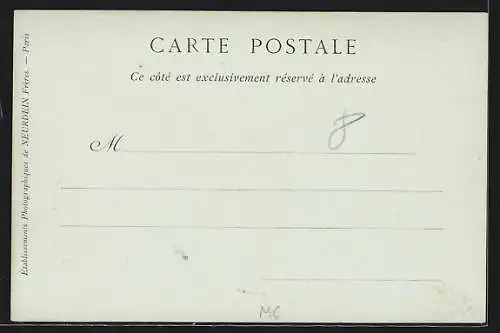 CARTE POSTALE
Ce côté est exclusivement réservé à l'adresse
8
M
MC
Etablissements Photographiques de NEURDEIN Frères. — Paris